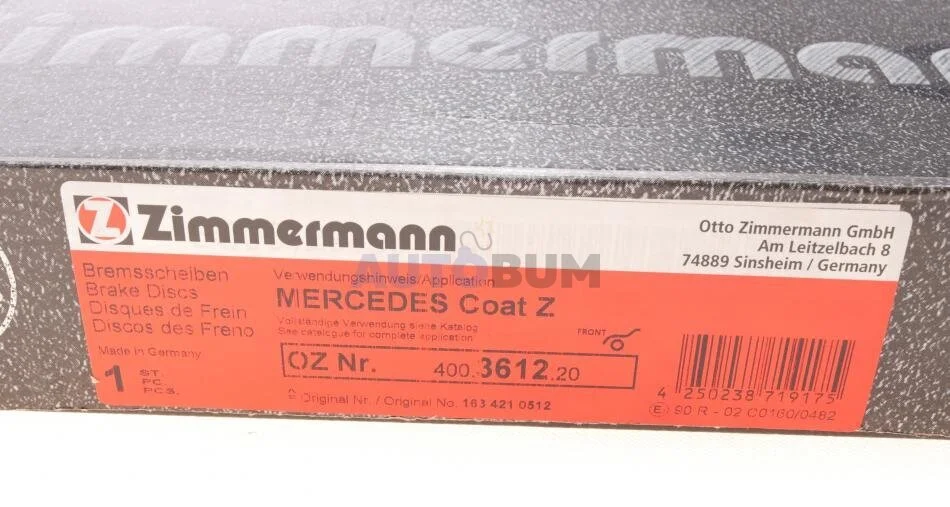 Zimmermann
Z Zimmermann
Otto Zimmermann GmbH
Am Leitzelbach 8
74889 Sinsheim / Germany
AUTOBUM
Bremsscheiben
Brake Discs
Disques de Frein
Discos des Freno
Made in Germany
1 ST.
PC.
PCS.
Verwendungshinweis/Application
MERCEDES Coat Z
Vollständige Verwendung siehe Katalog
See catalogue for complete application
FRONT
OZ Nr. 400.3612.20
Original Nr. / Original No. 163 421 0512
4 250238 719175
E 90 R - 02 C0160/0482